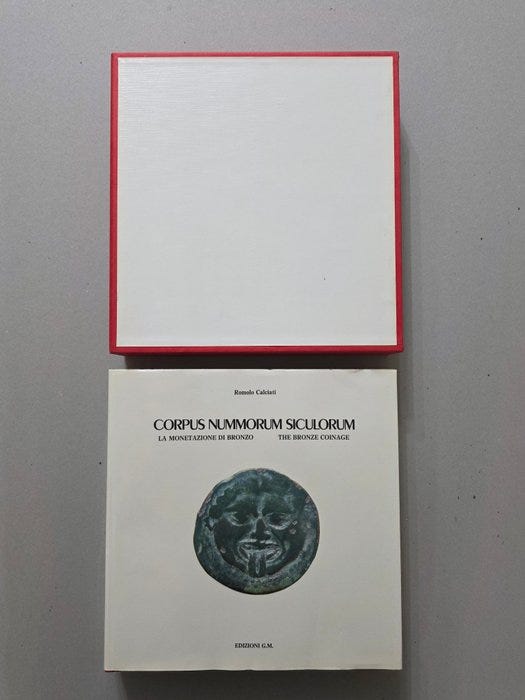 Romolo Calciati
CORPUS NUMMORUM SICULORUM
LA MONETAZIONE DI BRONZO THE BRONZE COINAGE
EDIZIONI G.M.